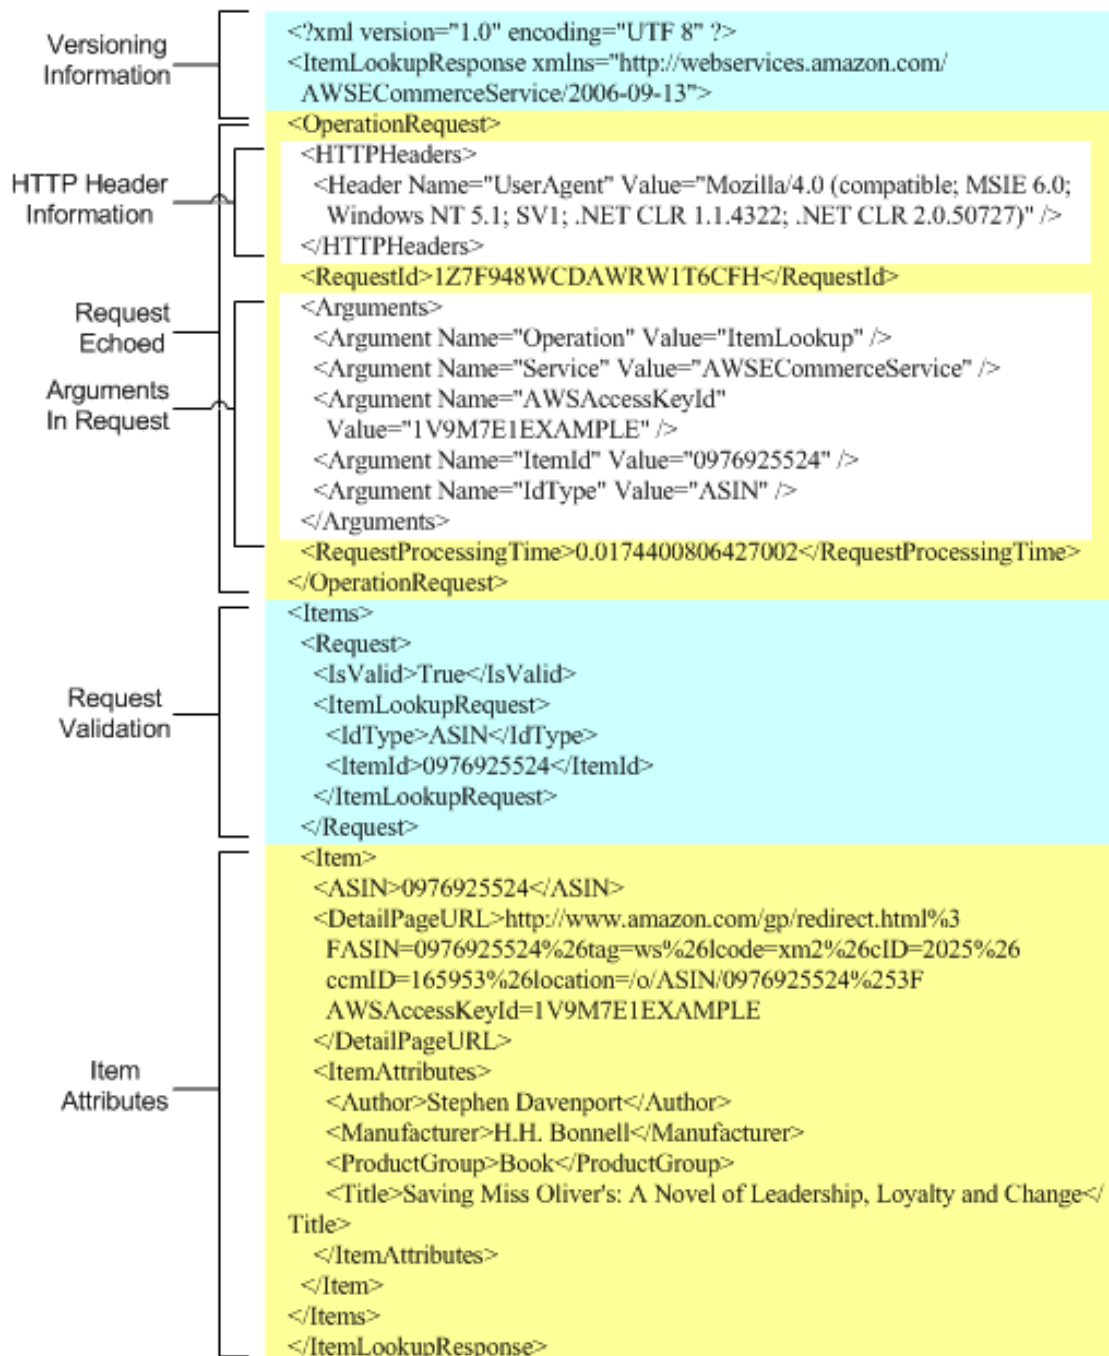 Versioning
Information
<?xml version="1.0" encoding="UTF 8" ?>
<ItemLookupResponse xmlns="http://webservices.amazon.com/
AWSECommerceService/2006-09-13">
HTTP Header
Information
Request
Echoed
Arguments
In Request
<OperationRequest>
<HTTPHeaders>
<Header Name="UserAgent" Value="Mozilla/4.0 (compatible; MSIE 6.0;
Windows NT 5.1; SV1; .NET CLR 1.1.4322; .NET CLR 2.0.50727)" />
</HTTPHeaders>
<RequestId>1Z7F948WCDAWRW1T6CFH</RequestId>
<Arguments>
<Argument Name="Operation" Value="ItemLookup" />
<Argument Name="Service" Value="AWSECommerceService" />
<Argument Name="AWSAccessKeyId"
Value="1V9M7E1EXAMPLE" />
<Argument Name="ItemId" Value="0976925524" />
<Argument Name="IdType" Value="ASIN" />
</Arguments>
<RequestProcessingTime>0.0174400806427002</RequestProcessingTime>
</OperationRequest>
Request
Validation
<Items>
<Request>
<IsValid>True</IsValid>
<ItemLookupRequest>
<IdType>ASIN</IdType>
<ItemId>0976925524</ItemId>
</ItemLookupRequest>
</Request>
Item
Attributes
<Item>
<ASIN>0976925524</ASIN>
<DetailPageURL>http://www.amazon.com/gp/redirect.html%3
FASIN=0976925524%26tag=ws%26lcode=xm2%26cID=2025%26
ccmID=165953%26location=/o/ASIN/0976925524%253F
AWSAccessKeyId=1V9M7E1EXAMPLE
</DetailPageURL>
<ItemAttributes>
<Author>Stephen Davenport</Author>
<Manufacturer>H.H. Bonnell</Manufacturer>
<ProductGroup>Book</ProductGroup>
<Title>Saving Miss Oliver's: A Novel of Leadership, Loyalty and Change</
Title>
</ItemAttributes>
</Item>
</Items>
</ItemLookupResponse>